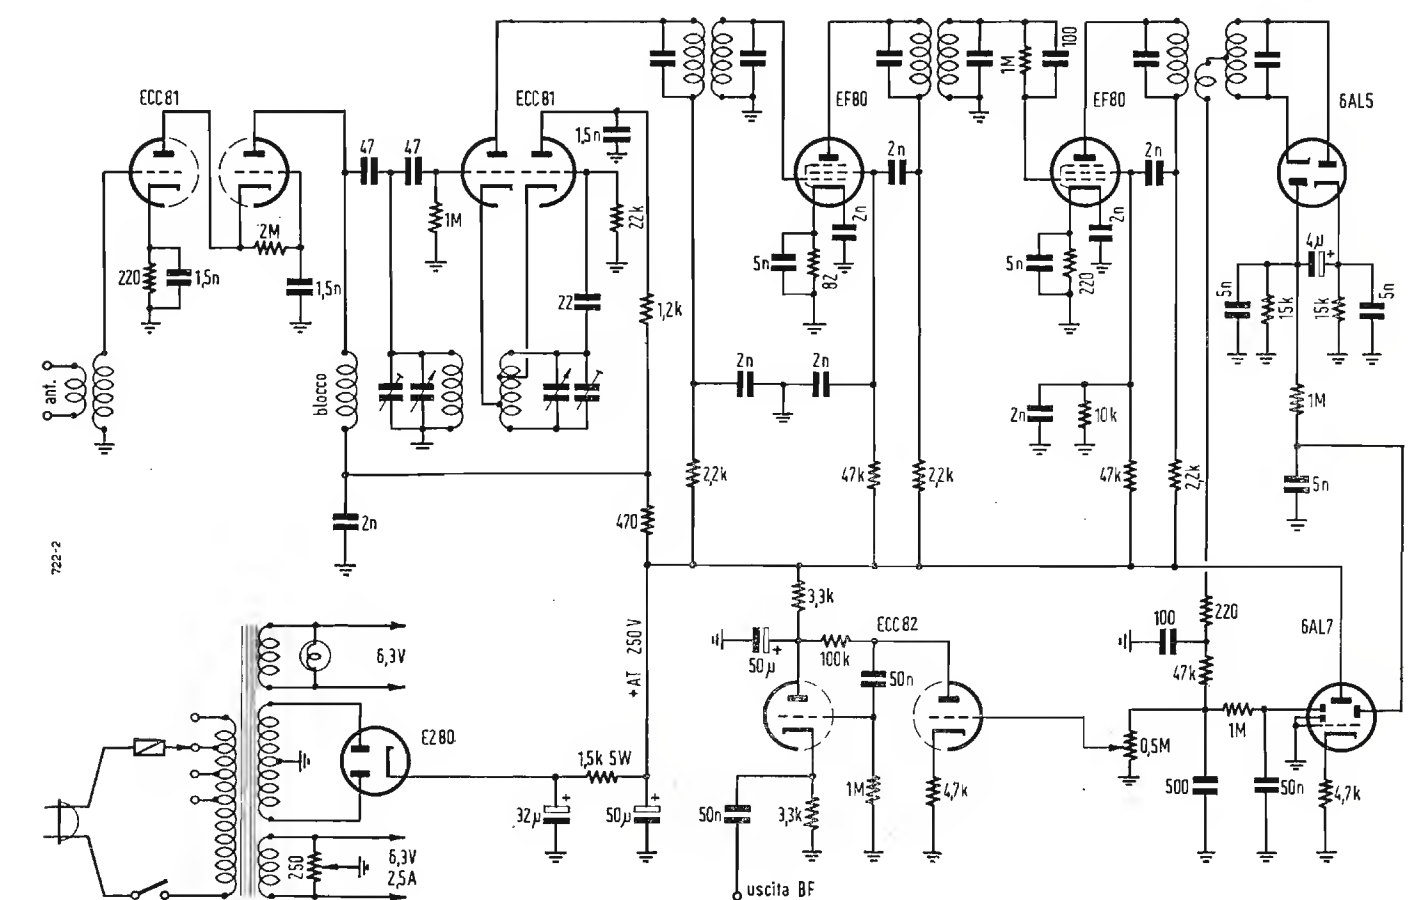 100
1M
ECC81
ECC81
EF80
EF80
6AL5
47
47
1,5n
2n
2n
2M
1M
22k
2n
2n
4µ
220
1,5n
1,5n
22
1,2k
5n
82
5n
220
5n
15k
15k
5n
ant.
blocco
2n
2n
2n
10k
1M
2,2k
47k
2,2k
47k
2,2k
5n
2n
470
722-2
3,3k
ECC 82
100
220
6AL7
6,3V
+AT 250V
50µ
+
100k
50n
47k
E280
1,5k 5W
1M
0,5M
32µ
+
50µ
+
50n
3,3k
1M
4,7k
500
50n
4,7k
250
6,3V
2,5A
uscita BF